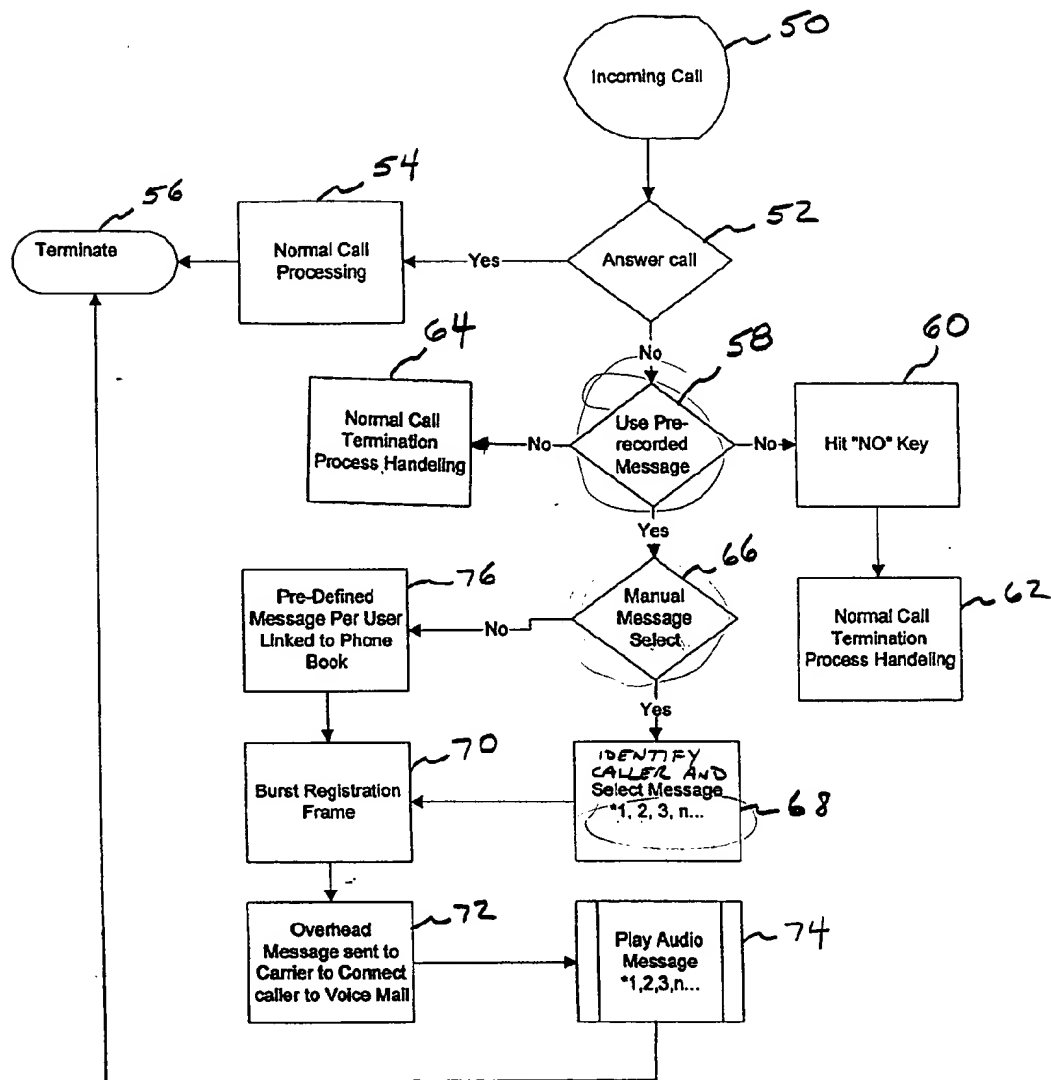 50
Incoming Call
54
56
52
Terminate
Normal Call
Processing
Yes
Answer call
64
No
58
60
Normal Call
Termination
Process Handeling
No
Use Pre-
recorded
Message
No
Hit "NO" Key
Yes
66
76
Pre-Defined
Message Per User
Linked to Phone
Book
No
Manual
Message
Select
62
Normal Call
Termination
Process Handeling
Yes
70
Burst Registration
Frame
IDENTIFY
CALLER AND
Select Message
*1, 2, 3, n...
68
72
Overhead
Message sent to
Carrier to Connect
caller to Voice Mail
74
Play Audio
Message
*1,2,3,n...